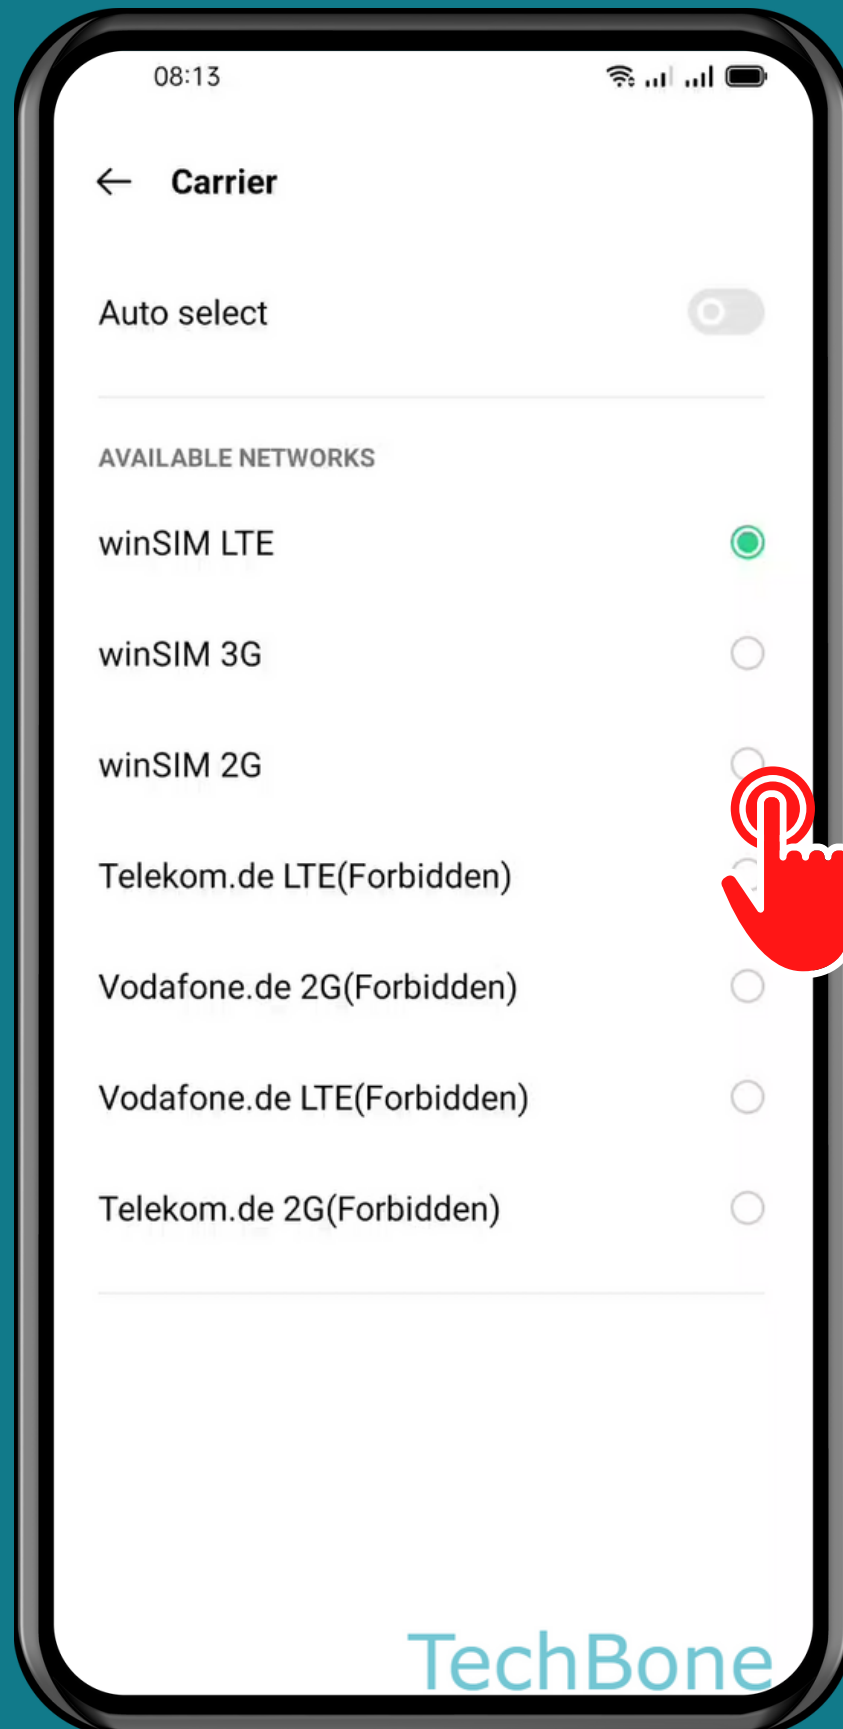 08:13
Carrier
Auto select
AVAILABLE NETWORKS
winSIM LTE
winSIM 3G
winSIM 2G
Telekom.de LTE(Forbidden)
Vodafone.de 2G(Forbidden)
Vodafone.de LTE(Forbidden)
Telekom.de 2G(Forbidden)
TechBone